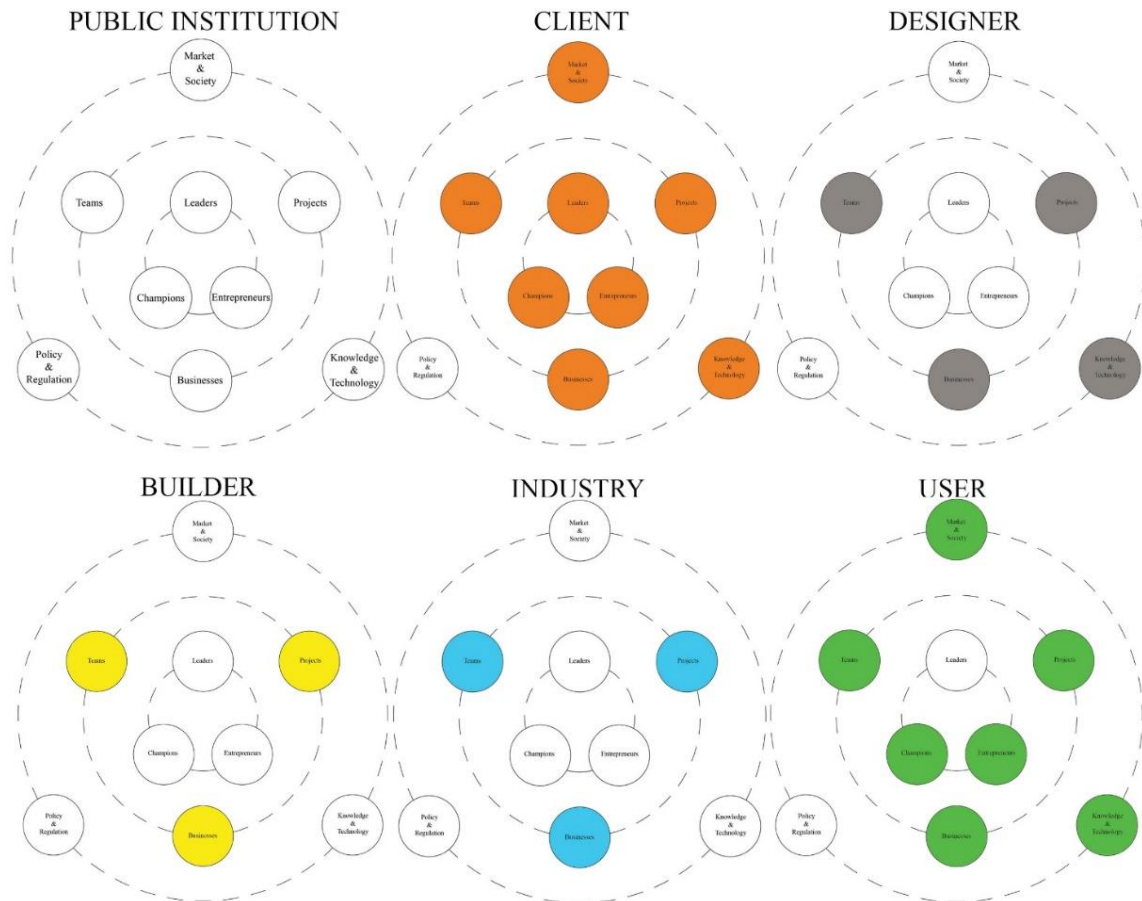 PUBLIC INSTITUTION
Market
&
Society
Teams
Leaders
Projects
Champions
Entrepreneurs
Policy
&
Regulation
Businesses
Knowledge
&
Technology
CLIENT
Market
&
Society
Teams
Leaders
Projects
Champions
Entrepreneurs
Policy
&
Regulation
Businesses
Knowledge
&
Technology
DESIGNER
Market
&
Society
Teams
Leaders
Projects
Champions
Entrepreneurs
Policy
&
Regulation
Businesses
Knowledge
&
Technology
BUILDER
Market
&
Society
Teams
Leaders
Projects
Champions
Entrepreneurs
Policy
&
Regulation
Businesses
Knowledge
&
Technology
INDUSTRY
Market
&
Society
Teams
Leaders
Projects
Champions
Entrepreneurs
Policy
&
Regulation
Businesses
Knowledge
&
Technology
USER
Market
&
Society
Teams
Leaders
Projects
Champions
Entrepreneurs
Policy
&
Regulation
Businesses
Knowledge
&
Technology